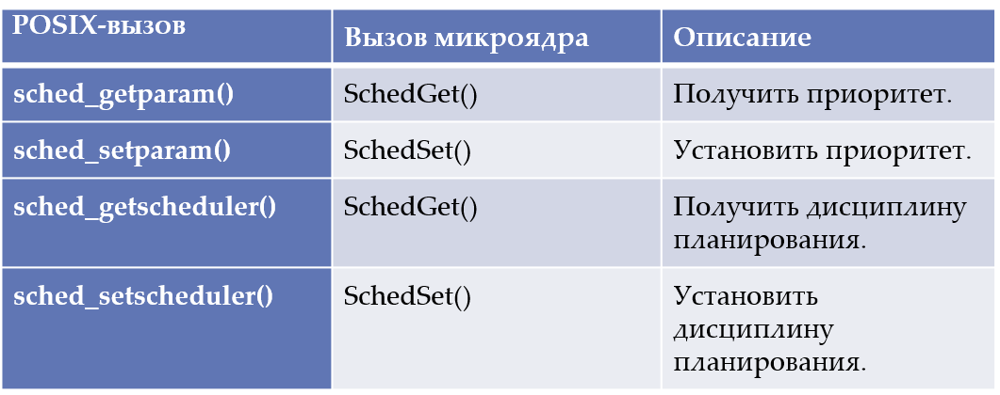 POSIX-вызов
Вызов микроядра
Описание
sched_getparam()
SchedGet()
Получить приоритет.
sched_setparam()
SchedSet()
Установить приоритет.
sched_getscheduler()
SchedGet()
Получить дисциплину
планирования.
sched_setscheduler()
SchedSet()
Установить
дисциплину
планирования.